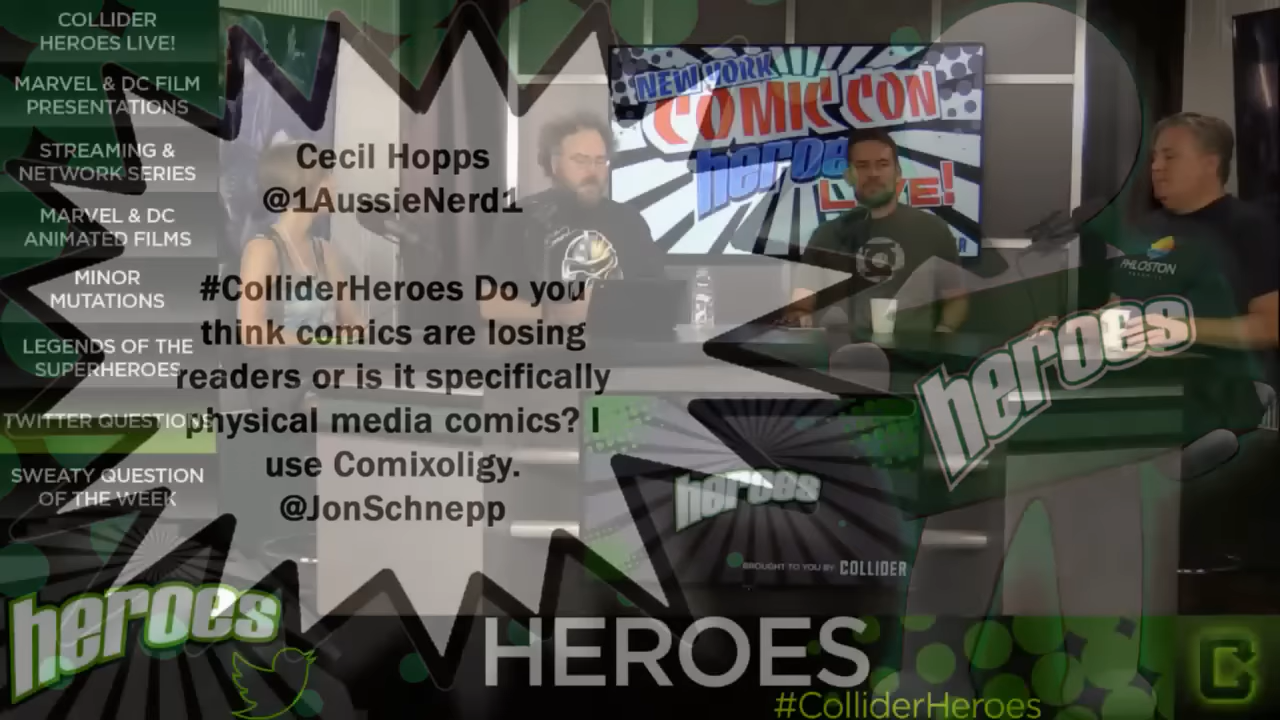 COLLIDER
HEROES LIVE!
MARVEL & DC FILM
PRESENTATIONS
STREAMING &
NETWORK SERIES
MARVEL & DC
ANIMATED FILMS
MINOR
MUTATIONS
LEGENDS OF THE
SUPERHEROES
TWITTER QUESTIONS
SWEATY QUESTION
OF THE WEEK
Cecil Hopps
@1AussieNerd1
#ColliderHeroes Do you
think comics are losing
readers or is it specifically
physical media comics? I
use Comixoligy.
@JonSchnepp
NEW YORK
COMIC CON
heroes
LIVE!
PHLOSTON
heroes
heroes
BROUGHT TO YOU BY COLLIDER
heroes
HEROES
#ColliderHeroes